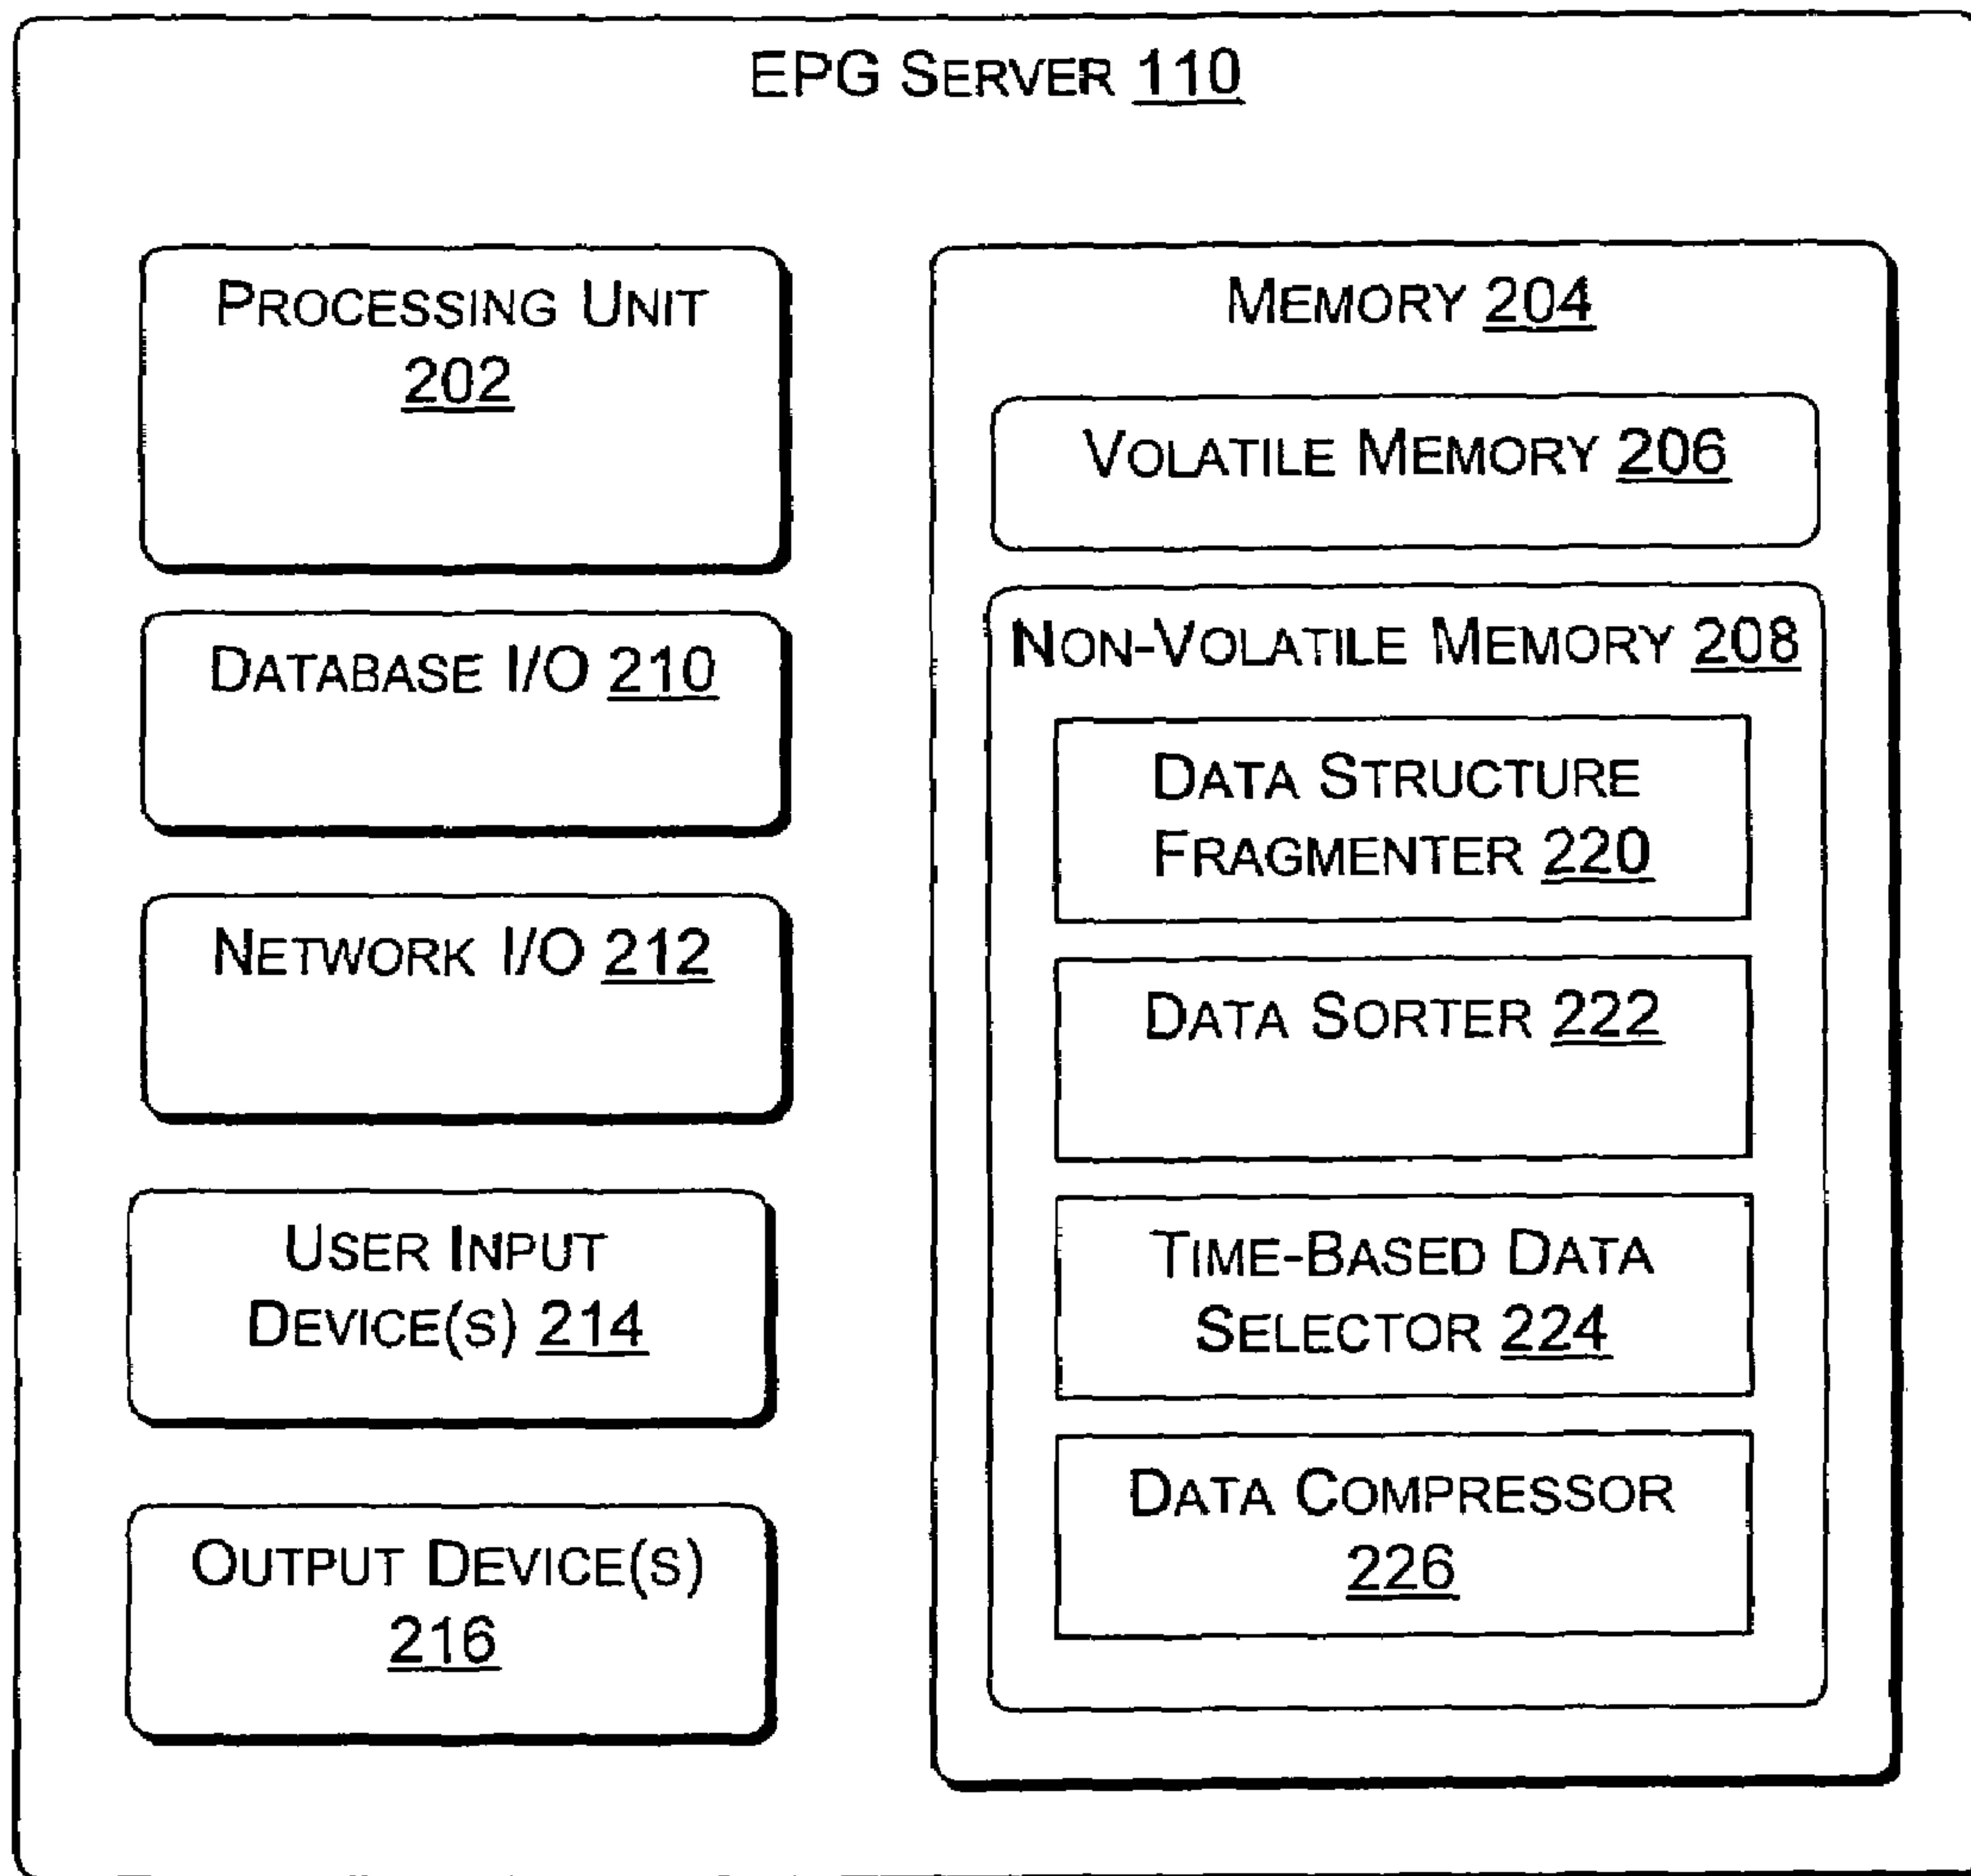 EPG SERVER 110
PROCESSING UNIT
202
DATABASE I/O 210
NETWORK I/O 212
USER INPUT
DEVICE(S) 214
OUTPUT DEVICE(S)
216
MEMORY 204
VOLATILE MEMORY 206
NON-VOLATILE MEMORY 208
DATA STRUCTURE
FRAGMENTER 220
DATA SORTER 222
TIME-BASED DATA
SELECTOR 224
DATA COMPRESSOR
226